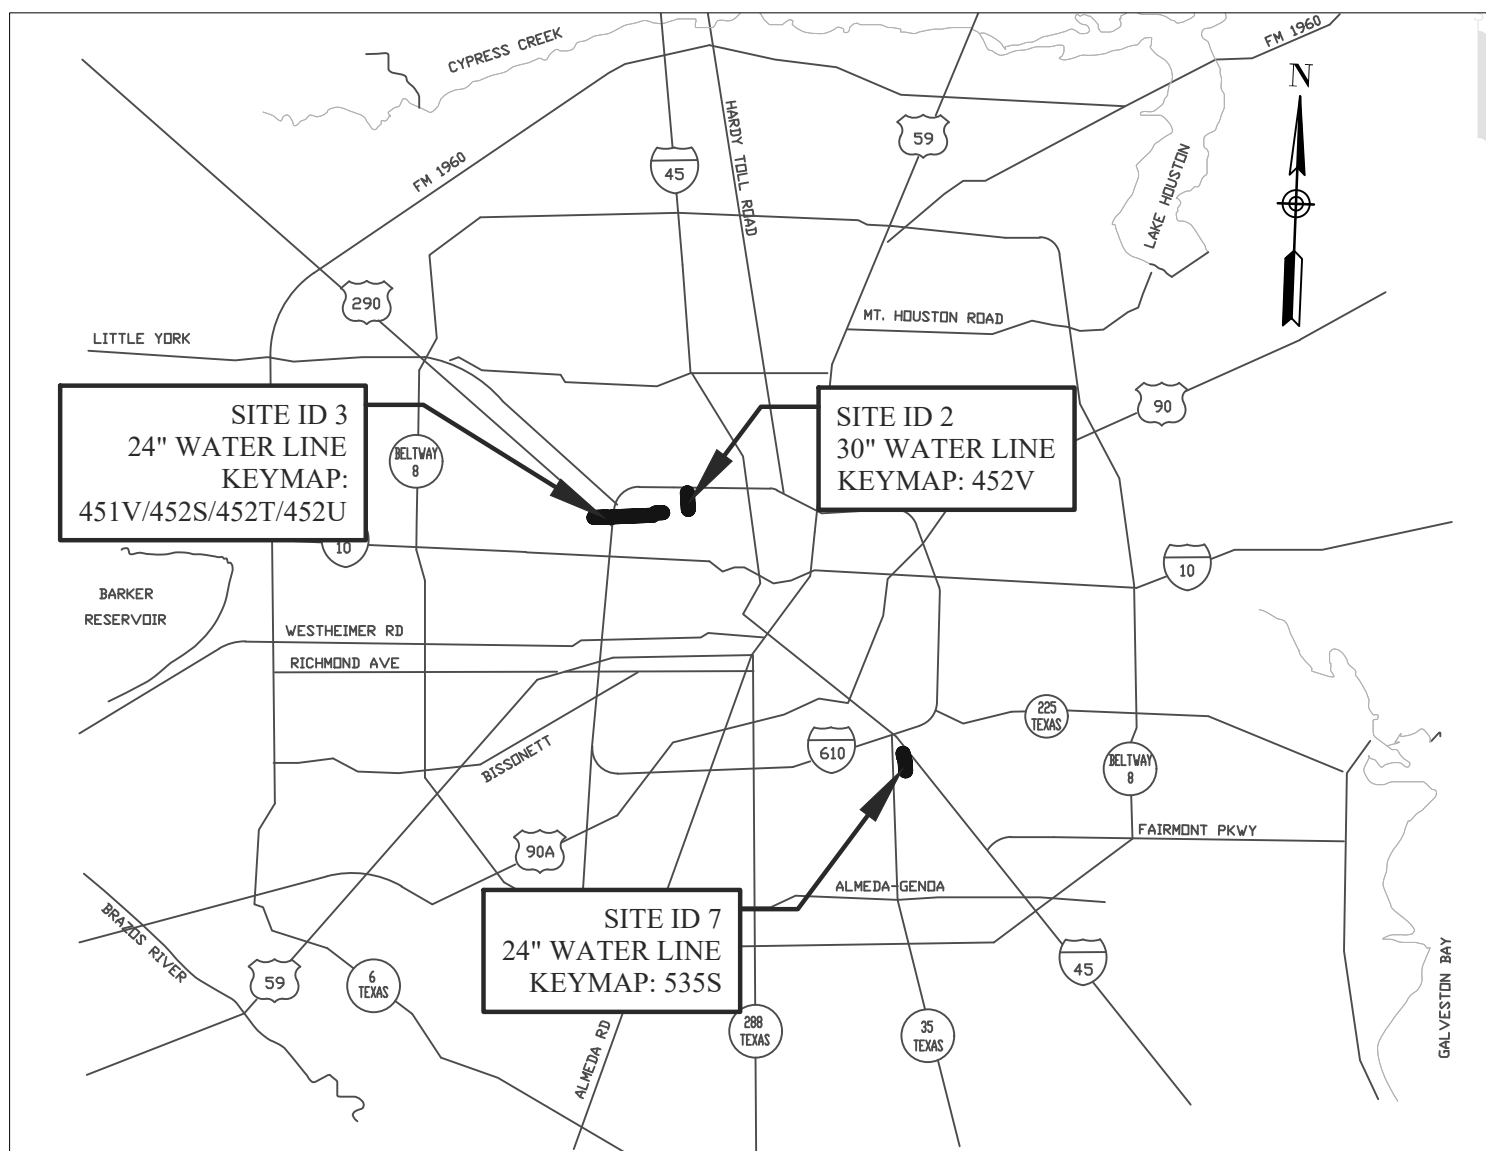 CYPRESS CREEK
FM 1960
N
HARDY TOLL ROAD
59
FM 1960
45
LAKE HOUSTON
290
MT. HOUSTON ROAD
LITTLE YORK
SITE ID 3
24" WATER LINE
KEYMAP:
451V/452S/452T/452U
SITE ID 2
30" WATER LINE
KEYMAP: 452V
90
BELTWAY
8
10
10
BARKER
RESERVOIR
WESTHEIMER RD
RICHMOND AVE
225
TEXAS
BISSONETT
610
BELTWAY
8
90A
FAIRMONT PKWY
ALMEDA-GENOA
BRAZOS RIVER
SITE ID 7
24" WATER LINE
KEYMAP: 535S
59
6
TEXAS
45
GALVESTON BAY
288
TEXAS
35
TEXAS
ALMEDA RD